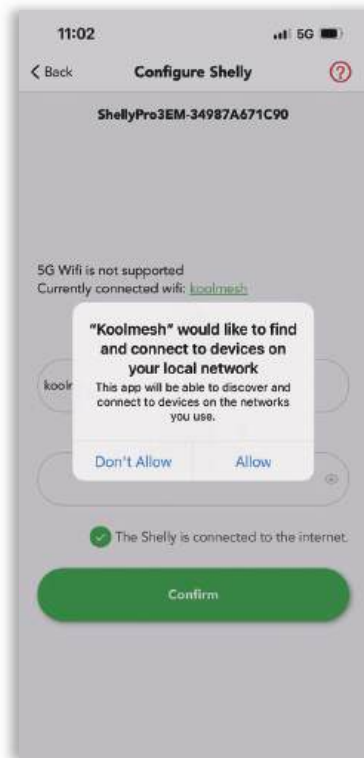 11:02
5G
Back
Configure Shelly
?
ShellyPro3EM-34987A671C90
5G Wifi is not supported
Currently connected wifi: koolmesh
"Koolmesh" would like to find
and connect to devices on
your local network
This app will be able to discover and
connect to devices on the networks
you use.
Don't Allow
Allow
The Shelly is connected to the internet.
Confirm